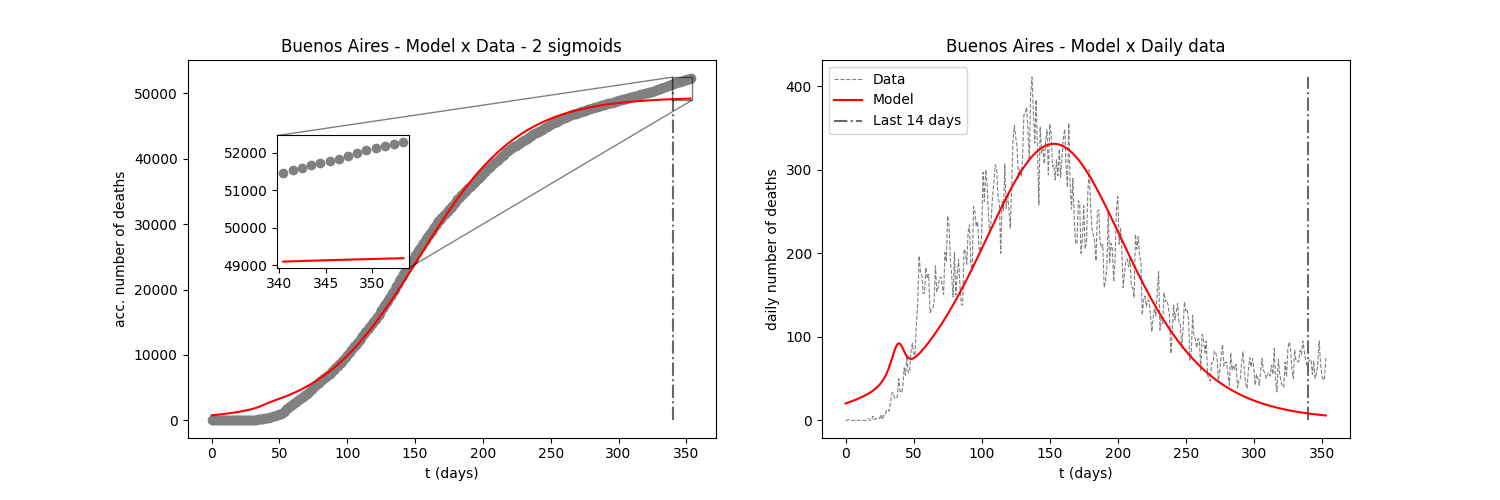 Buenos Aires - Model x Data - 2 sigmoids
50000
40000
30000
20000
10000
0
acc. number of deaths
52000
51000
50000
49000
340 345 350
0 50 100 150 200 250 300 350
t (days)
Buenos Aires - Model x Daily data
Data
Model
Last 14 days
400
300
200
100
0
daily number of deaths
0 50 100 150 200 250 300 350
t (days)